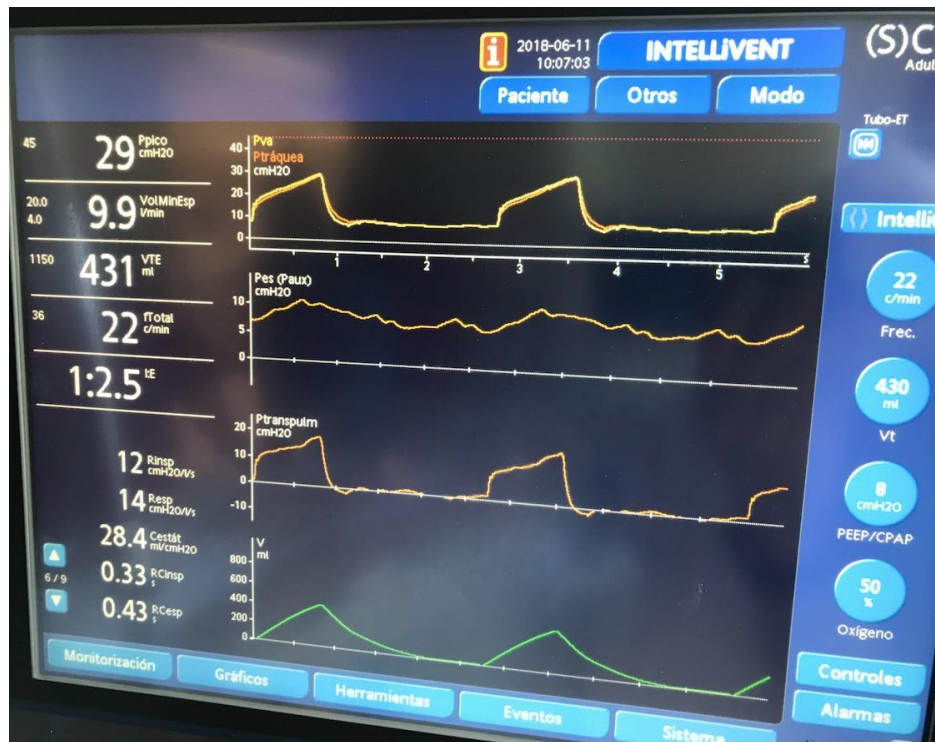 2018-06-11
10:07:03
INTELLiVENT
(S)C
Adul
Paciente
Otros
Modo
Tubo-ET
45
29
Ppico
cmH2O
20.0
4.0
9.9
VolMinEsp
l/min
1150
431
VTE
ml
36
22
fTotal
c/min
1:2.5
I:E
12
Rinsp
cmH2O/l/s
14
Resp
cmH2O/l/s
28.4
Cestát
ml/cmH2O
6/9
0.33
RCinsp
s
0.43
RCesp
s
Pva
Ptráquea
cmH2O
40
30
20
10
0
1
2
3
4
5
s
Pes (Paux)
cmH2O
10
5
0
Ptranspulm
cmH2O
20
10
0
-10
V
ml
800
600
400
200
0
Intelli
22
c/min
Frec.
430
ml
Vt
8
cmH2O
PEEP/CPAP
50
%
Oxígeno
Controles
Alarmas
Monitorización
Gráficos
Herramientas
Eventos
Sistema